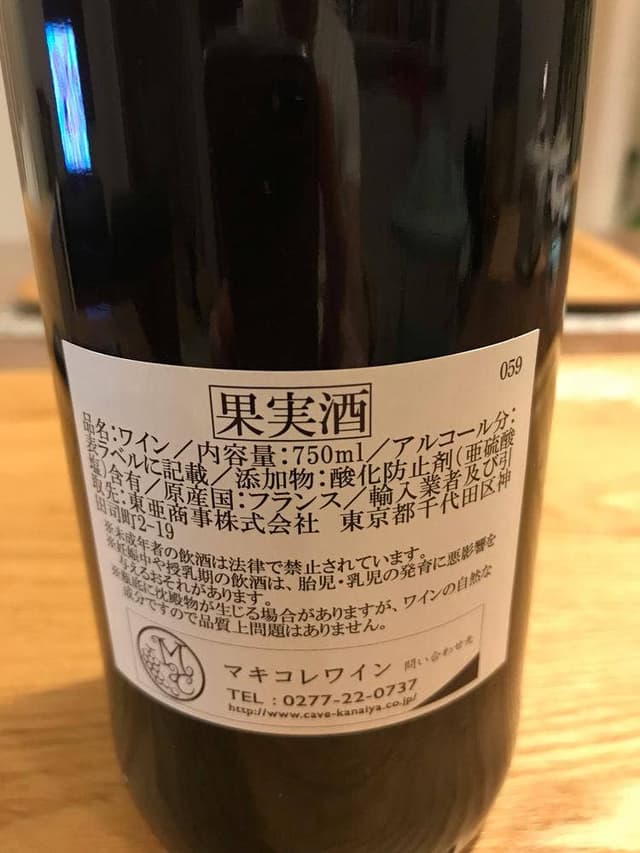 059
果実酒
品名:ワイン/内容量:750ml/アルコール分:
表ラベルに記載/添加物:酸化防止剤(亜硫酸
塩)含有/原産国:フランス/輸入業者及び引
取先:東亜商事株式会社 東京都千代田区神
田司町2-19
※未成年者の飲酒は法律で禁止されています。
※妊娠中や授乳期の飲酒は、胎児・乳児の発育に悪影響を
与えるおそれがあります。
※瓶底に沈殿物が生じる場合がありますが、ワインの自然な
成分ですので品質上問題はありません。
マキコレワイン 問い合わせ先
TEL : 0277-22-0737
http://www.cave-kanaiya.co.jp/